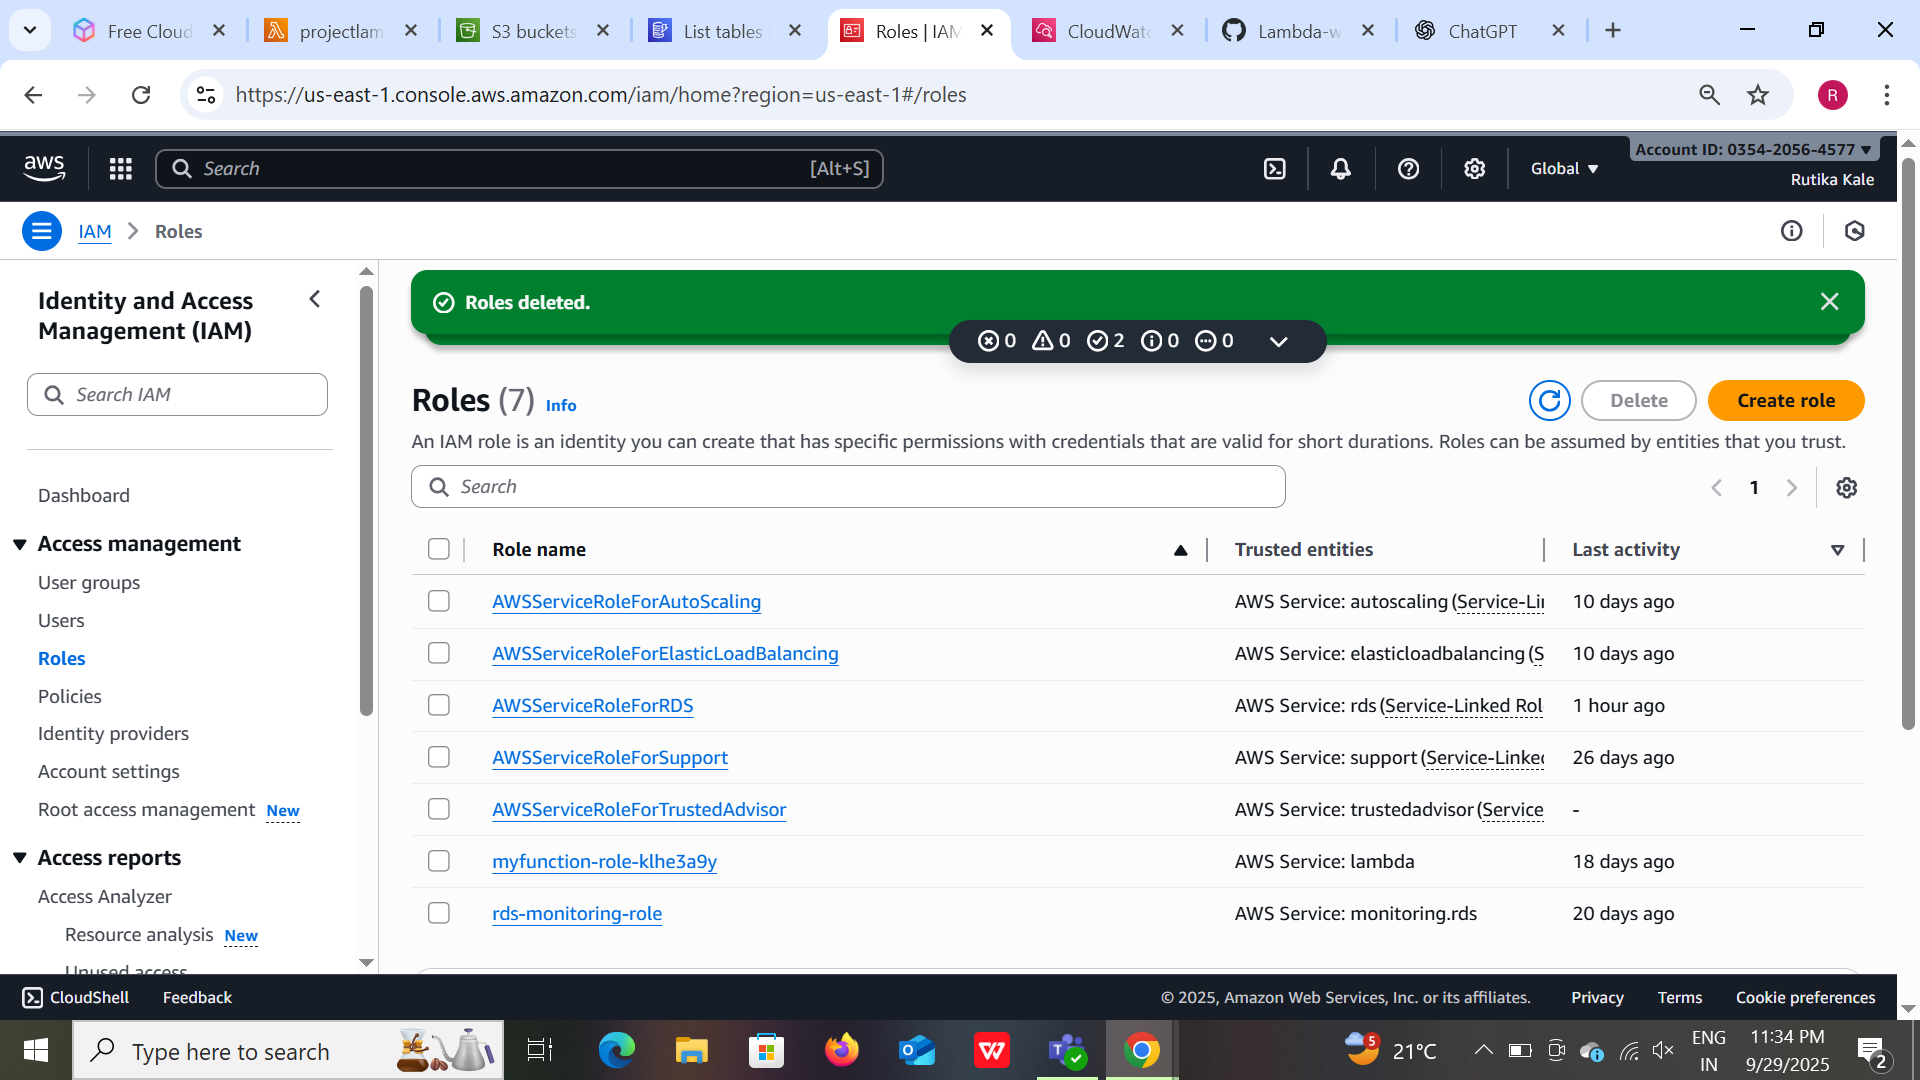 Free Cloud
projectlam
S3 buckets
List tables
Roles | IAM
CloudWatc
Lambda-w
ChatGPT
https://us-east-1.console.aws.amazon.com/iam/home?region=us-east-1#/roles
R
aws
Search
[Alt+S]
Global
Account ID: 0354-2056-4577
Rutika Kale
IAM
Roles
Identity and Access
Management (IAM)
Search IAM
Dashboard
Access management
User groups
Users
Roles
Policies
Identity providers
Account settings
Root access management New
Access reports
Access Analyzer
Resource analysis New
Unused access
Roles deleted.
0 0 2 0 0
Roles (7) Info
Delete
Create role
An IAM role is an identity you can create that has specific permissions with credentials that are valid for short durations. Roles can be assumed by entities that you trust.
Search
1
Role name Trusted entities Last activity
AWSServiceRoleForAutoScaling AWS Service: autoscaling (Service-Lin 10 days ago
AWSServiceRoleForElasticLoadBalancing AWS Service: elasticloadbalancing (S 10 days ago
AWSServiceRoleForRDS AWS Service: rds (Service-Linked Rol 1 hour ago
AWSServiceRoleForSupport AWS Service: support (Service-Linked 26 days ago
AWSServiceRoleForTrustedAdvisor AWS Service: trustedadvisor (Service -
myfunction-role-klhe3a9y AWS Service: lambda 18 days ago
rds-monitoring-role AWS Service: monitoring.rds 20 days ago
CloudShell
Feedback
© 2025, Amazon Web Services, Inc. or its affiliates.
Privacy
Terms
Cookie preferences
Type here to search
5
21°C
ENG
IN
11:34 PM
9/29/2025
2